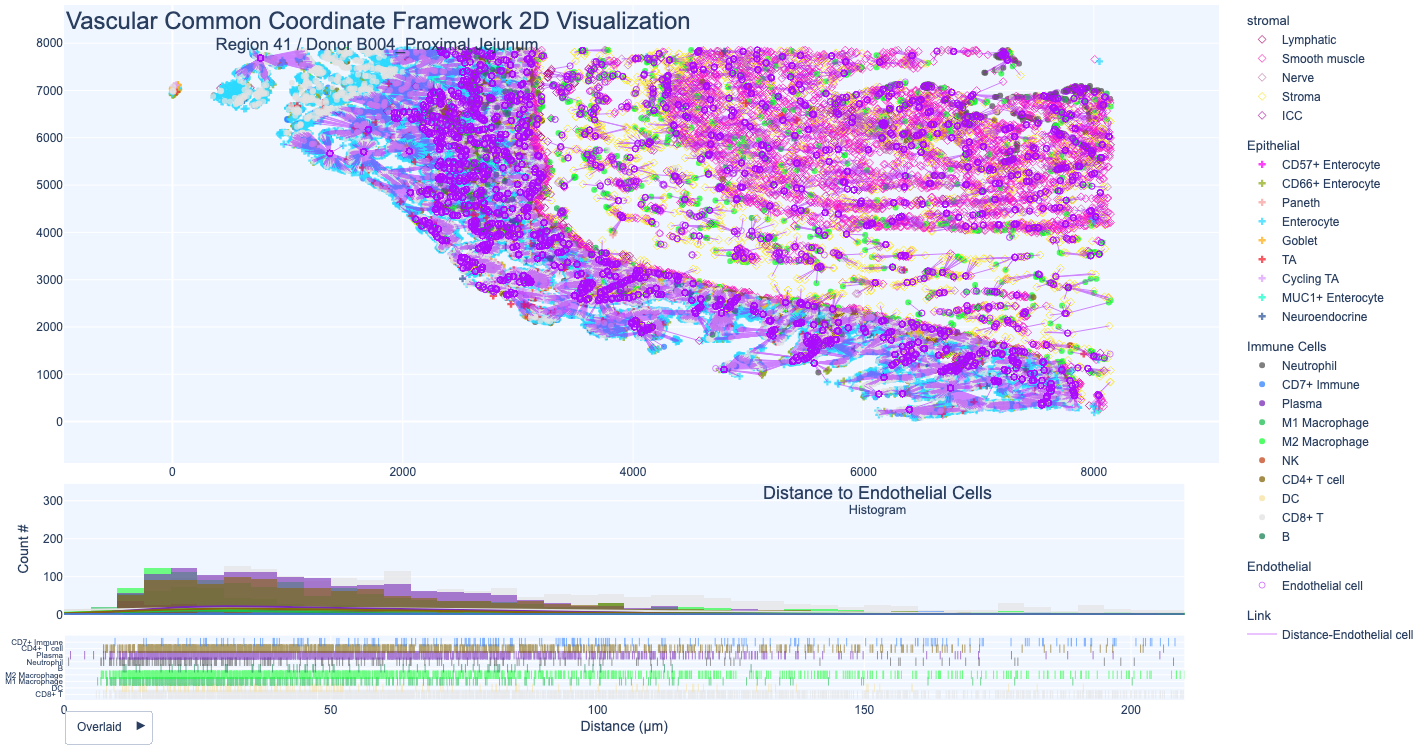 Vascular Common Coordinate Framework 2D Visualization
Region 41 / Donor B004_Proximal Jejunum
8000
7000
6000
5000
4000
3000
2000
1000
0
0
2000
4000
6000
8000
stromal
Lymphatic
Smooth muscle
Nerve
Stroma
ICC
Epithelial
CD57+ Enterocyte
CD66+ Enterocyte
Paneth
Enterocyte
Goblet
TA
Cycling TA
MUC1+ Enterocyte
Neuroendocrine
Immune Cells
Neutrophil
CD7+ Immune
Plasma
M1 Macrophage
M2 Macrophage
NK
CD4+ T cell
DC
CD8+ T
B
Endothelial
Endothelial cell
Link
Distance-Endothelial cell
Distance to Endothelial Cells
Histogram
Count #
300
200
100
0
CD7+ Immune
CD4+ T cell
Plasma
Neutrophil
B
M2 Macrophage
M1 Macrophage
DC
CD8+ T
0
50
100
150
200
Distance (μm)
Overlaid ▶